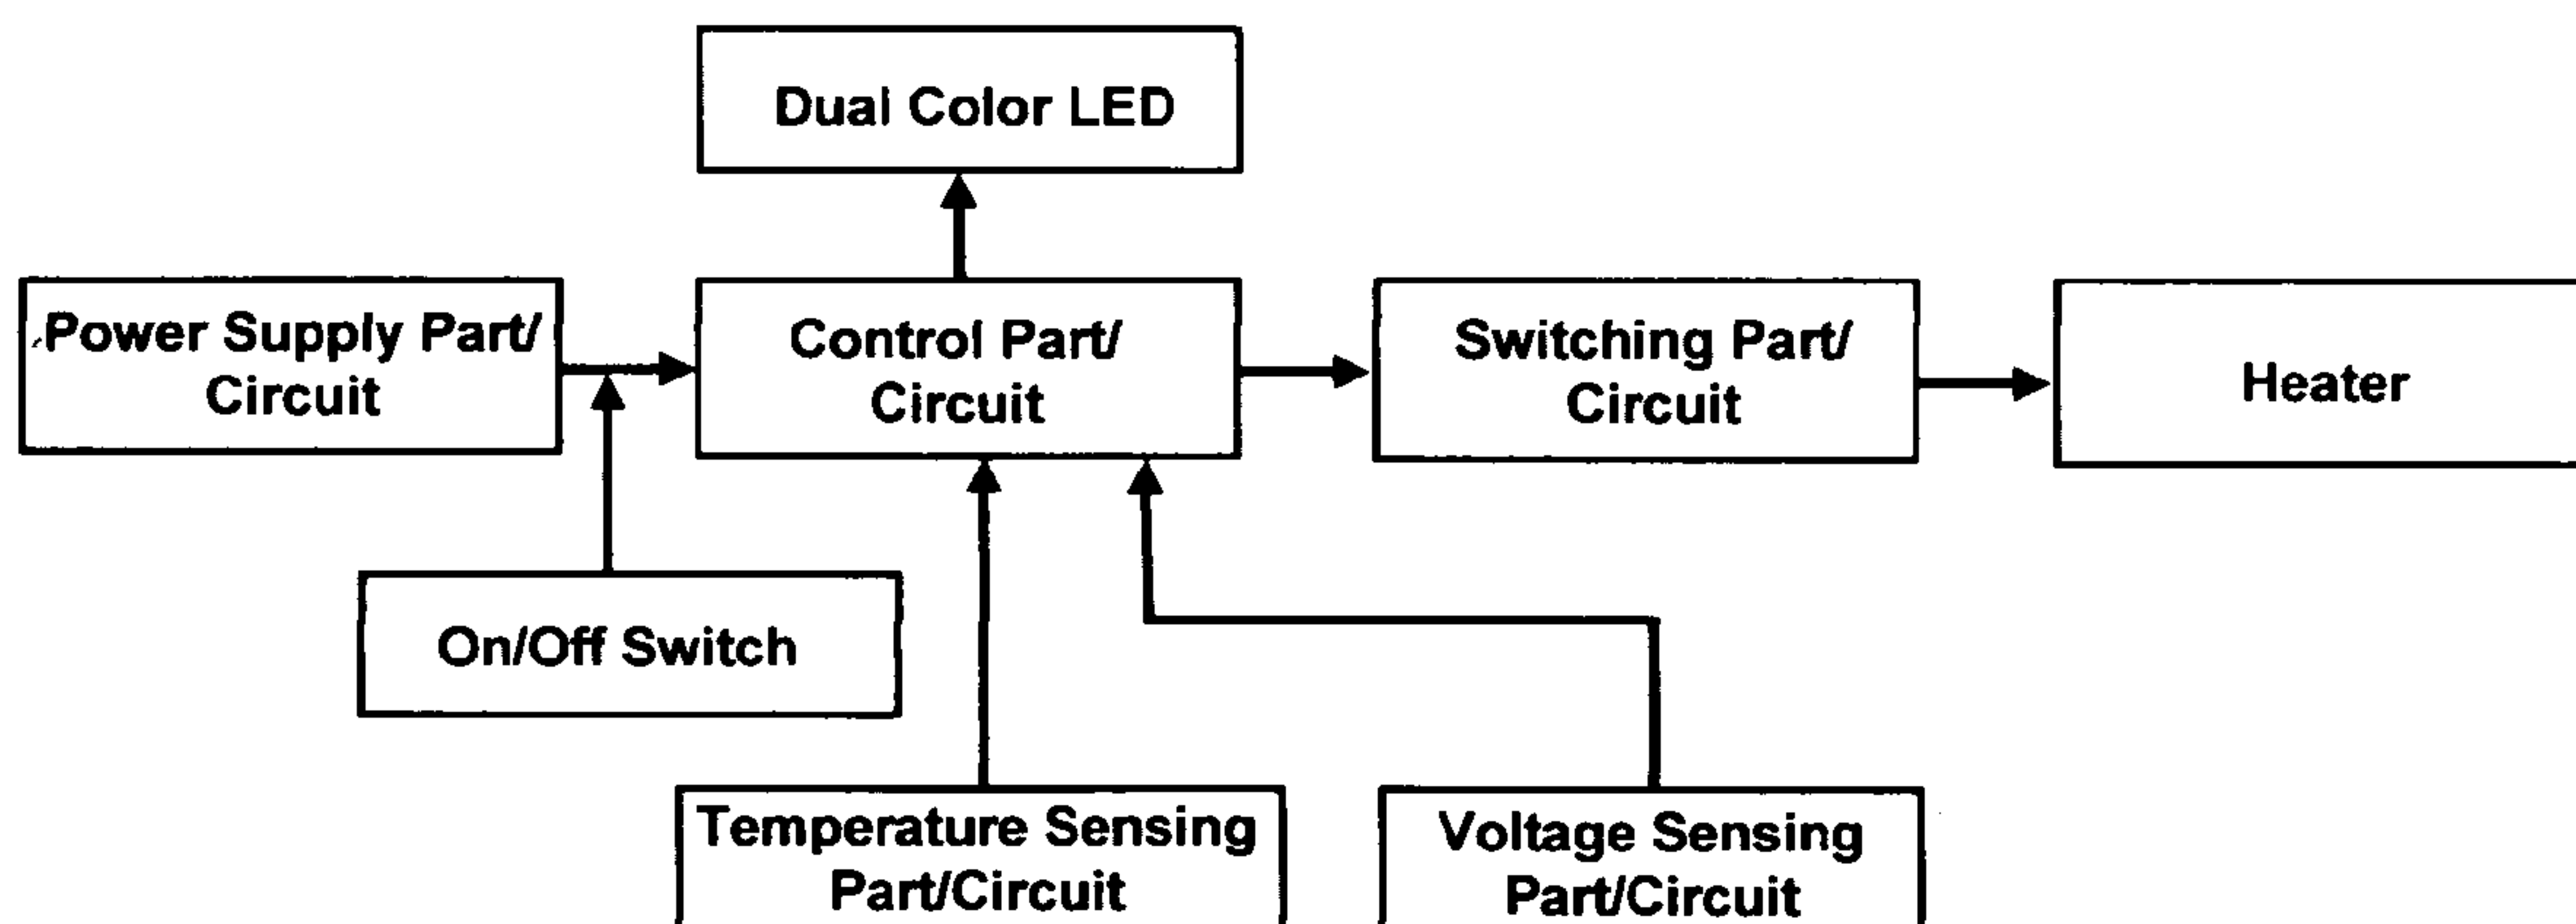 Dual Color LED
Power Supply Part/
Circuit
Control Part/
Circuit
Switching Part/
Circuit
Heater
On/Off Switch
Temperature Sensing
Part/Circuit
Voltage Sensing
Part/Circuit